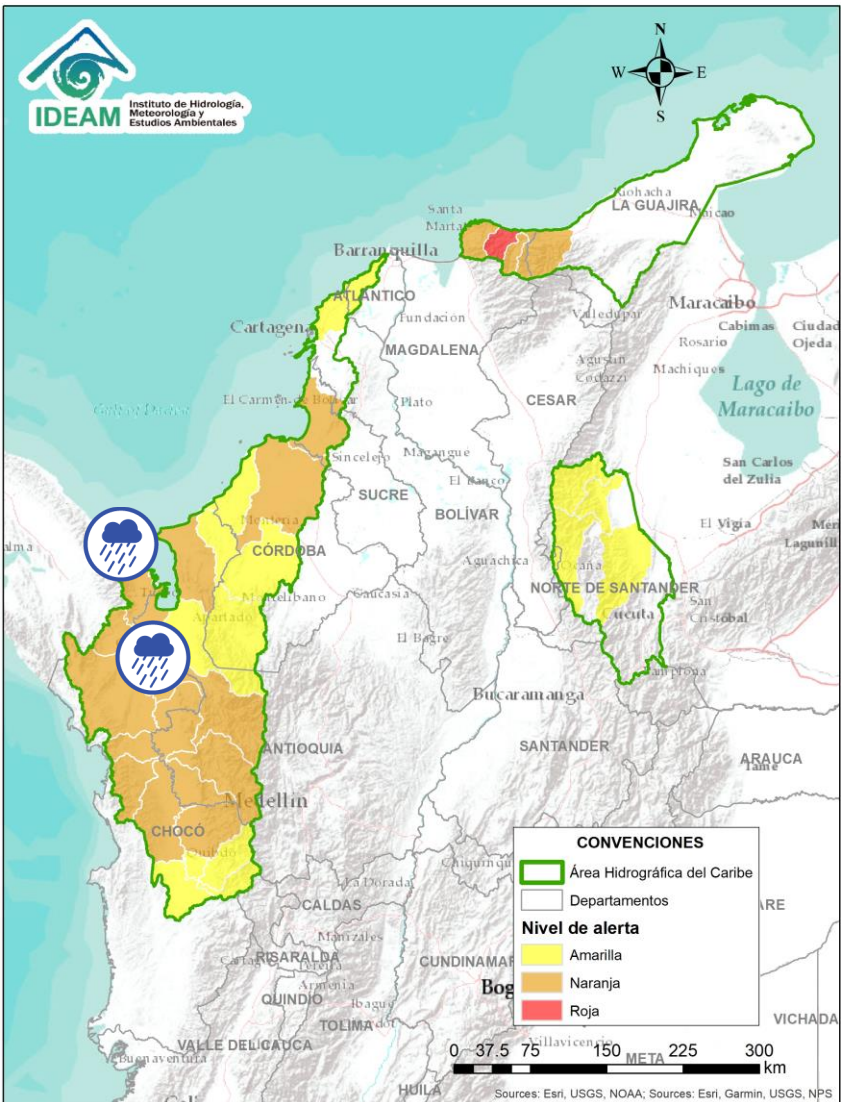 IDEAM
Instituto de Hidrología,
Meteorología y
Estudios Ambientales
N
W
E
S
Riohacha
LA GUAJIRA
Maicao
Santa
Marta
Barranquilla
ATLÁNTICO
Maracaibo
Cartagena
Fundación
Valledupar
Cabimas
Ciudad
Ojeda
Rosario
MAGDALENA
Agustín
Codazzi
Machiques
Lago de
Maracaibo
El Carmen de Bolívar
Plato
CESAR
Sincelejo
Magangué
San Carlos
del Zulia
El Banco
SUCRE
BOLÍVAR
Montería
El Vigía
CÓRDOBA
Aguachica
Ocaña
NORTE DE SANTANDER
Montelibano
Caucasia
Apartadó
Cúcuta
San
Cristóbal
El Bagre
Pamplona
Bucaramanga
ANTIOQUIA
SANTANDER
ARAUCA
Tame
Medellín
CHOCÓ
Quibdó
La Dorada
CALDAS
Manizales
RISARALDA
Pereira
CUNDINAMAR
Armenia
Bog
QUINDÍO
Ibagué
TOLIMA
VICHADA
VALLE DEL CAUCA
Villavicencio
Buenaventura
META
HUILA
CONVENCIONES
Área Hidrográfica del Caribe
Departamentos
Nivel de alerta
Amarilla
Naranja
Roja
0 37.5 75 150 225 300
km
Sources: Esri, USGS, NOAA; Sources: Esri, Garmin, USGS, NPS